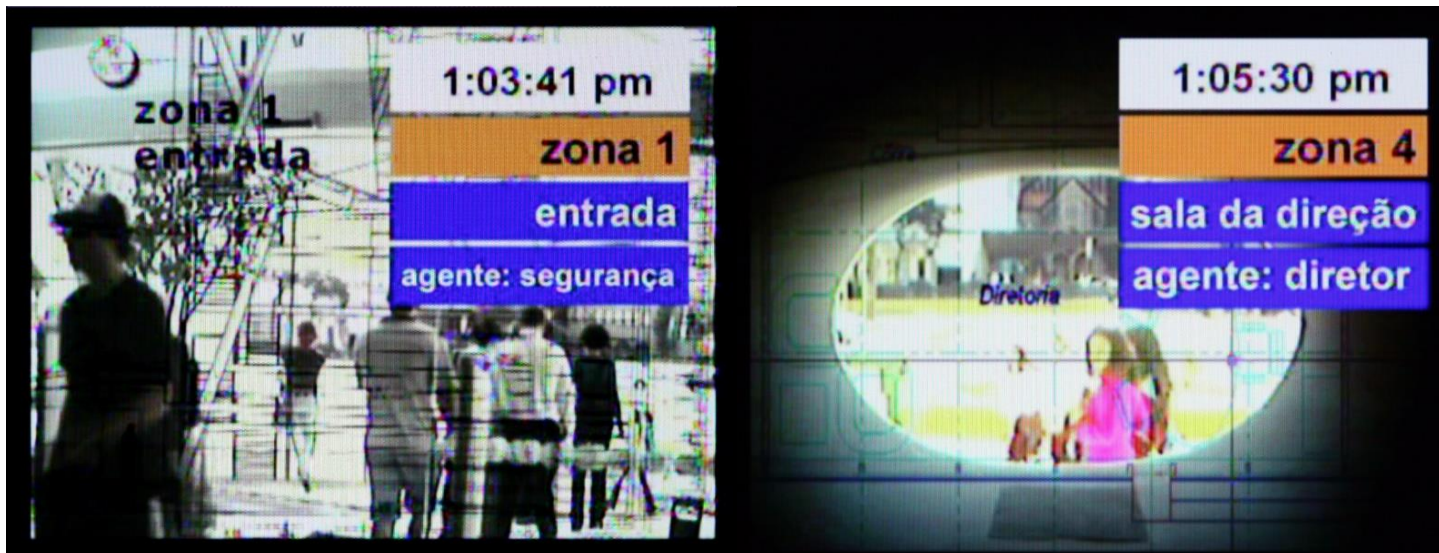 zona 1
entrada
1:03:41 pm
zona 1
entrada
agente: segurança
1:05:30 pm
zona 4
sala da direção
agente: diretor
Diretoria